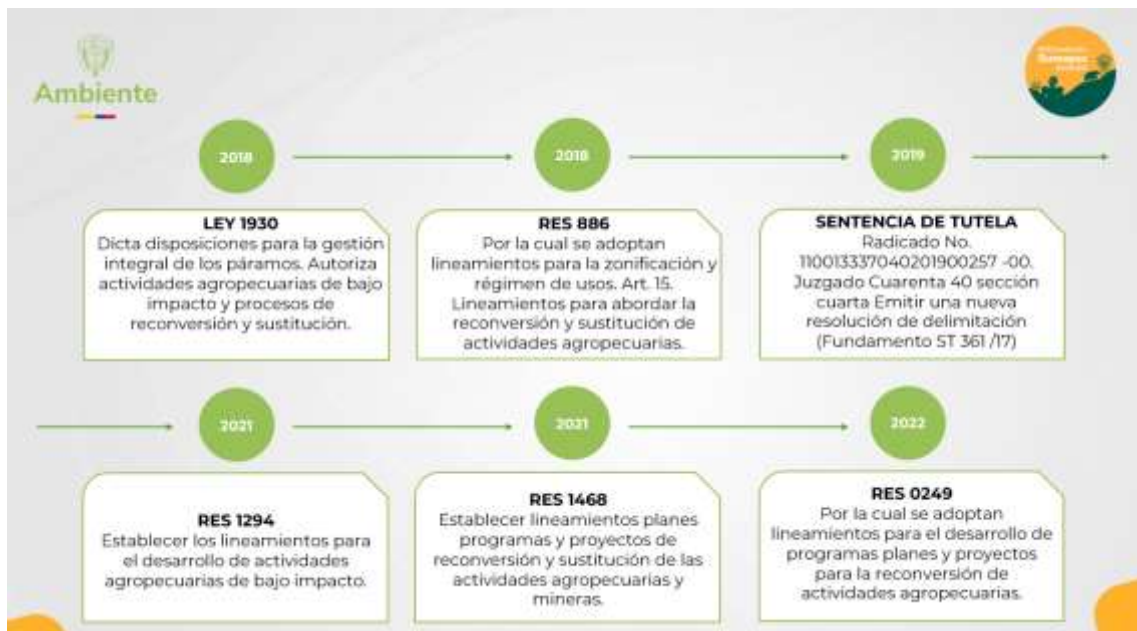 Ambiente
2018
2018
2019
LEY 1930
Dicta disposiciones para la gestión
integral de los páramos. Autoriza
actividades agropecuarias de bajo
impacto y procesos de
reconversión y sustitución.
RES 886
Por la cual se adoptan
lineamientos para la zonificación y
régimen de usos. Art. 15.
Lineamientos para abordar la
reconversión y sustitución de
actividades agropecuarias.
SENTENCIA DE TUTELA
Radicado No.
110013337040201900257 -00.
Juzgado Cuarenta 40 sección
cuarta Emitir una nueva
resolución de delimitación
(Fundamento ST 361 /17)
2021
2021
2022
RES 1294
Establecer los lineamientos para
el desarrollo de actividades
agropecuarias de bajo impacto.
RES 1468
Establecer lineamientos planes
programas y proyectos de
reconversión y sustitución de las
actividades agropecuarias y
mineras.
RES 0249
Por la cual se adoptan
lineamientos para el desarrollo de
programas planes y proyectos
para la reconversión de
actividades agropecuarias.